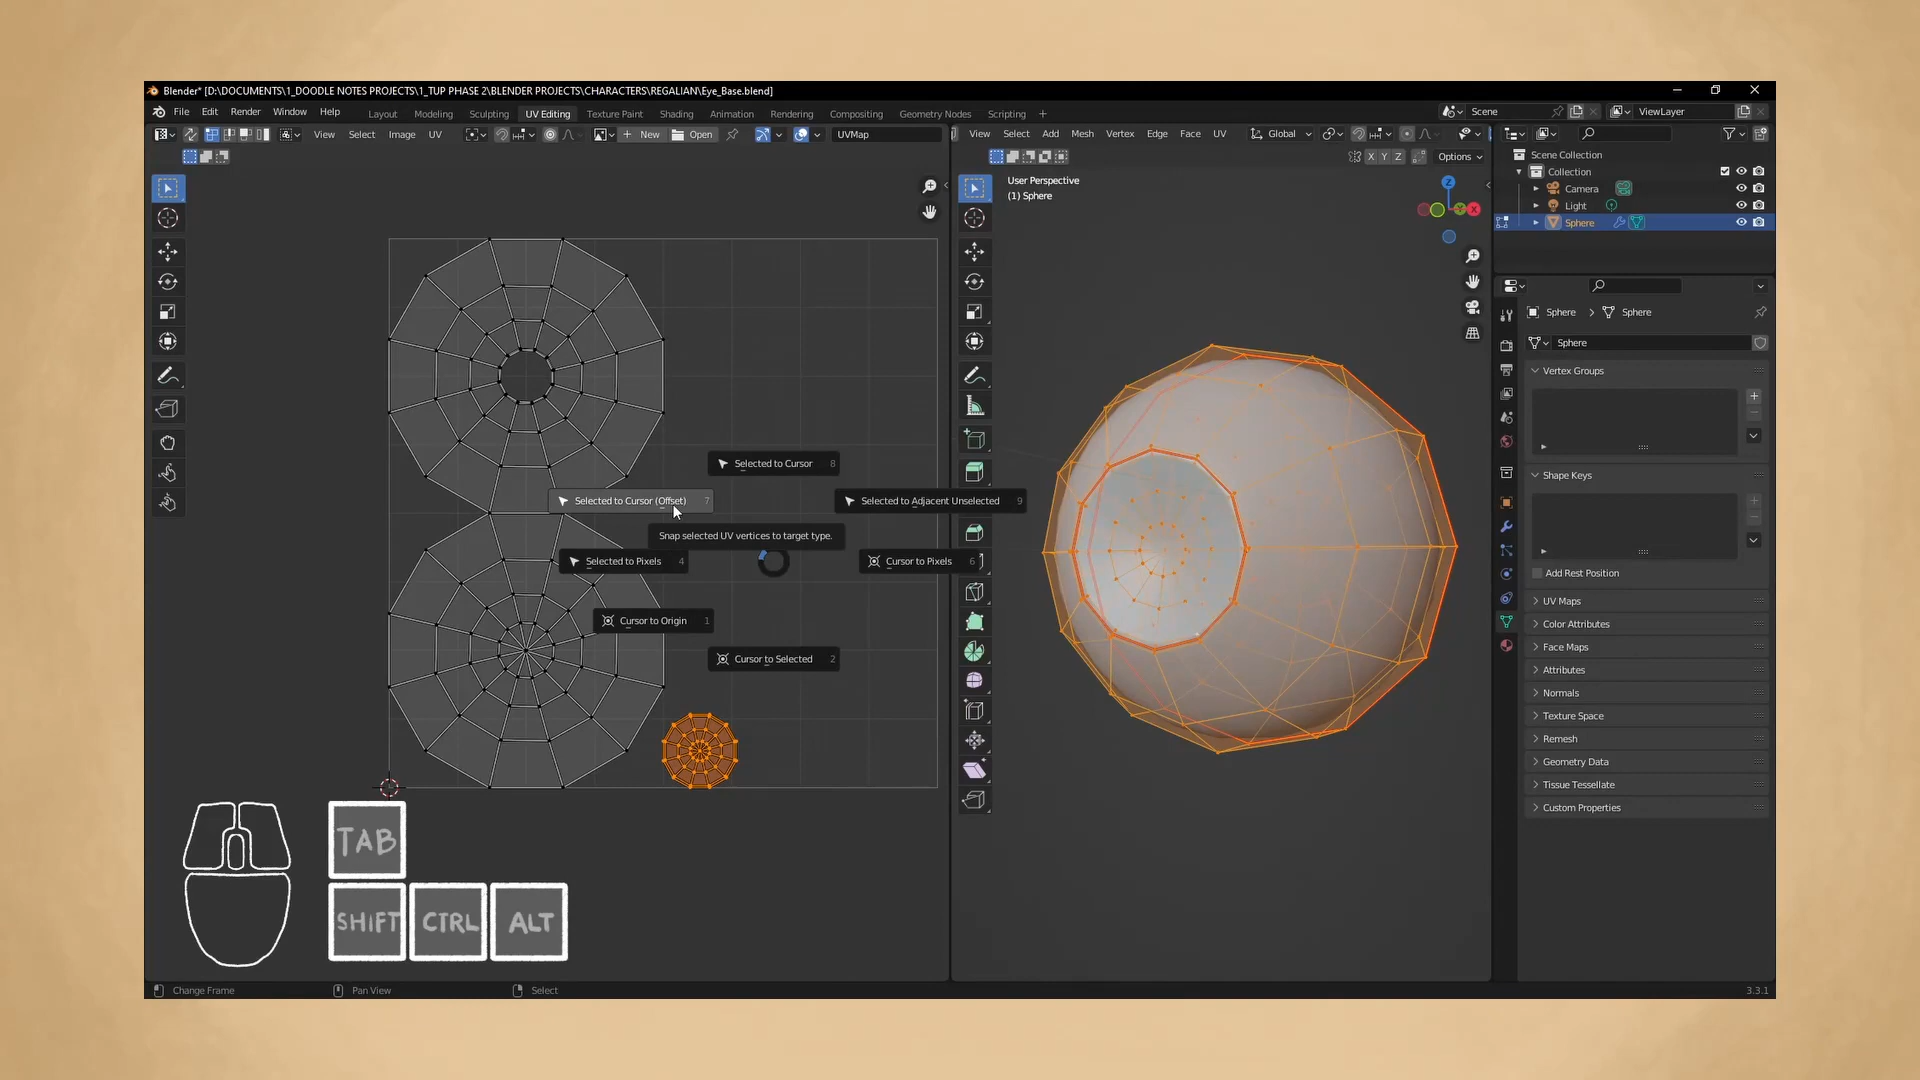 Blender* [D:\DOCUMENTS\1_DOODLE NOTES PROJECTS\1_TUP PHASE 2\BLENDER PROJECTS\CHARACTERS\REGALIAN\Eye_Base.blend]
File Edit Render Window Help Layout Modeling Sculpting UV Editing Texture Paint Shading Animation Rendering Compositing Geometry Nodes Scripting + Scene ViewLayer
View Select Image UV New Open UVMap View Select Add Mesh Vertex Edge Face UV Global
X Y Z Options
Scene Collection
Collection
Camera
Light
Sphere
User Perspective
(1) Sphere
Z
X
Sphere > Sphere
Sphere
Vertex Groups
Shape Keys
Add Rest Position
UV Maps
Color Attributes
Face Maps
Attributes
Normals
Texture Space
Remesh
Geometry Data
Tissue Tessellate
Custom Properties
Selected to Cursor 8
Selected to Cursor (Offset) 7
Selected to Adjacent Unselected 9
Snap selected UV vertices to target type.
Selected to Pixels 4
Cursor to Pixels 6
Cursor to Origin 1
Cursor to Selected 2
TAB
SHIFT CTRL ALT
Change Frame Pan View Select 3.3.1